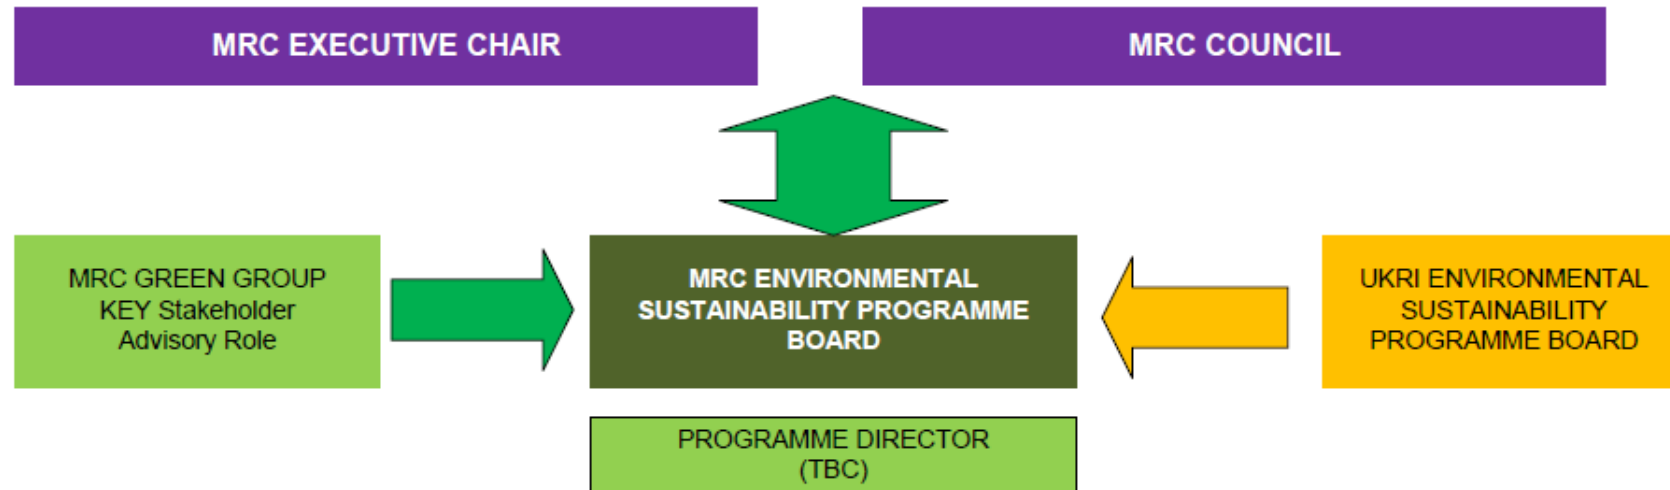 MRC EXECUTIVE CHAIR
MRC COUNCIL
MRC GREEN GROUP
KEY Stakeholder
Advisory Role
MRC ENVIRONMENTAL
SUSTAINABILITY PROGRAMME
BOARD
UKRI ENVIRONMENTAL
SUSTAINABILITY
PROGRAMME BOARD
PROGRAMME DIRECTOR
(TBC)